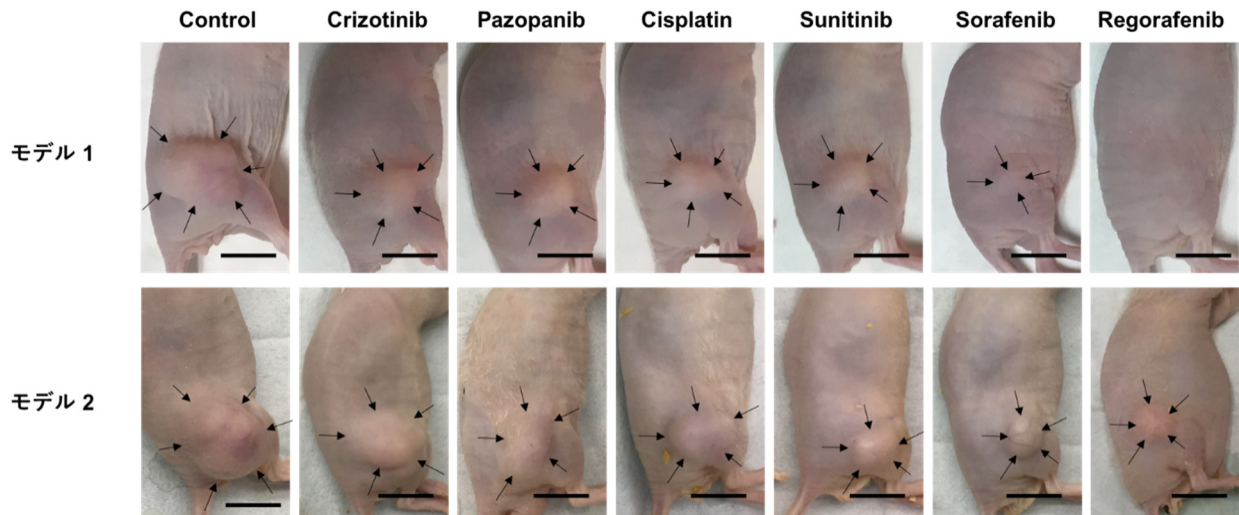 Control Crizotinib Pazopanib Cisplatin Sunitinib Sorafenib Regorafenib
モデル 1
モデル 2